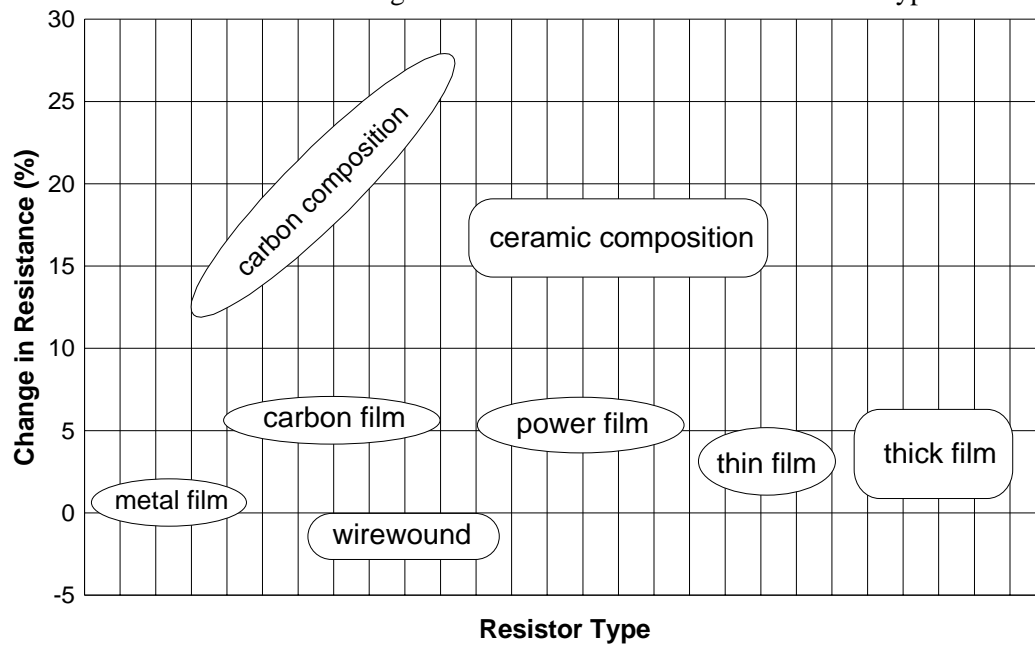 30
25
20
15
10
5
0
-5
Change in Resistance (%)
carbon composition
ceramic composition
carbon film
power film
thin film
thick film
metal film
wirewound
Resistor Type